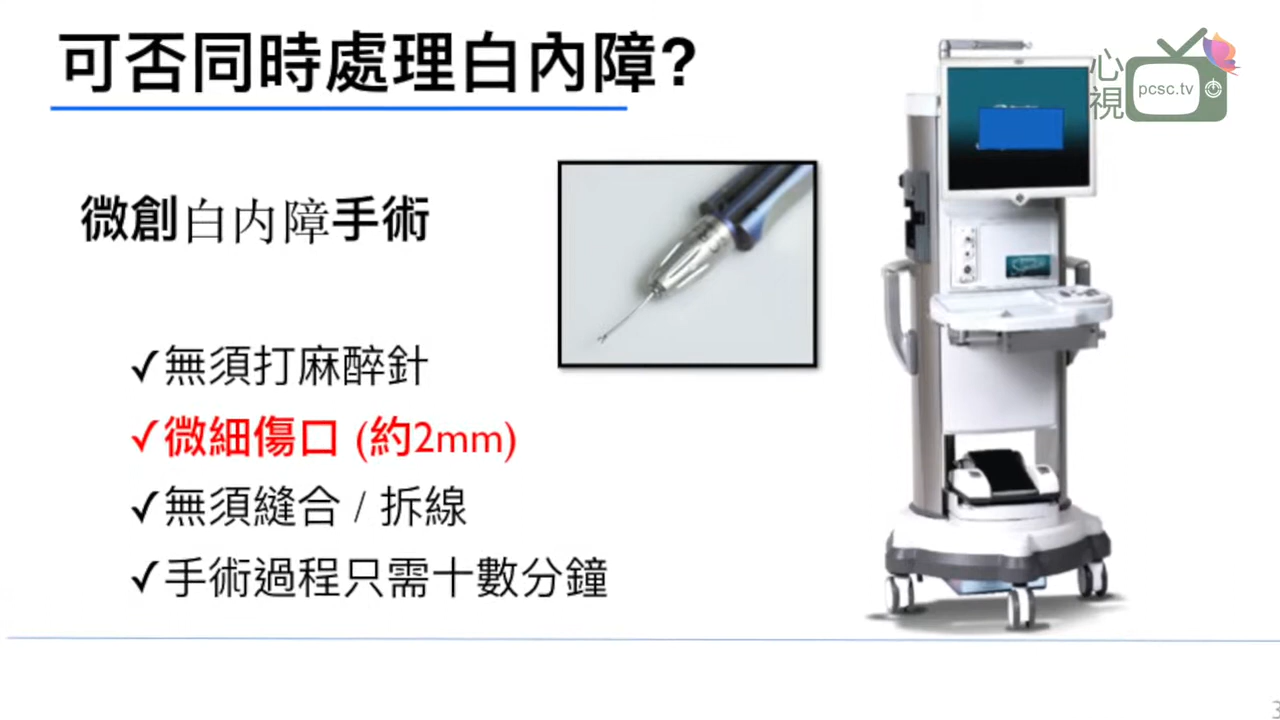 可否同時處理白內障?
心視
pcsc.tv
微創白内障手術
✓無須打麻醉針
✓微細傷口 (約2mm)
✓無須縫合 / 拆線
✓手術過程只需十數分鐘